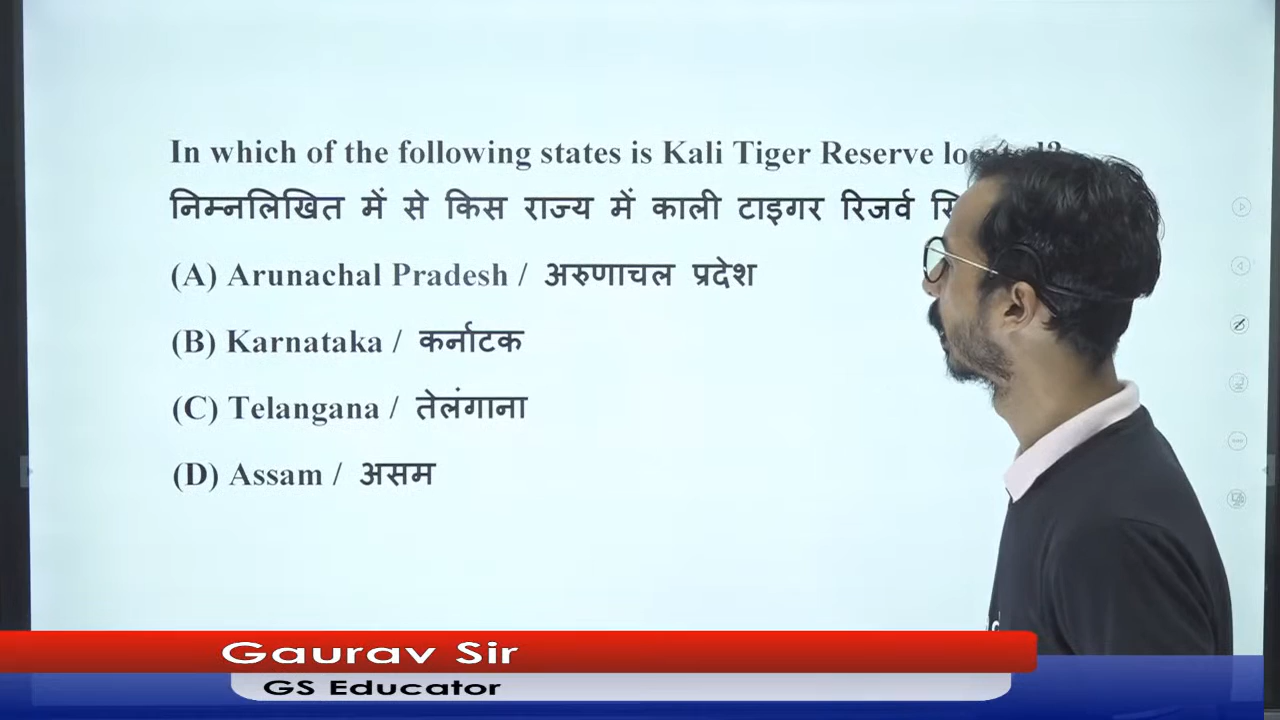 In which of the following states is Kali Tiger Reserve located?
निम्नलिखित में से किस राज्य में काली टाइगर रिजर्व
(A) Arunachal Pradesh / अरुणाचल प्रदेश
(B) Karnataka / कर्नाटक
(C) Telangana / तेलंगाना
(D) Assam / असम
Gaurav Sir
GS Educator